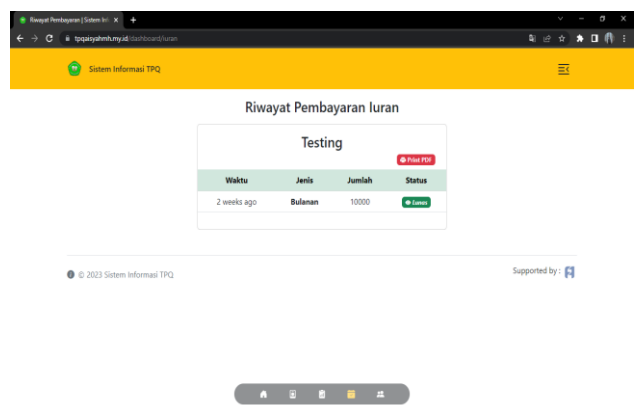 Riwayat Pembayaran | Sistem Inf
tpqaisyahmh.my.id/dashboard/iuran
Sistem Informasi TPQ
Riwayat Pembayaran Iuran
Testing
Print PDF
Waktu Jenis Jumlah Status
2 weeks ago Bulanan 10000 Lunas
© 2023 Sistem Informasi TPQ
Supported by :